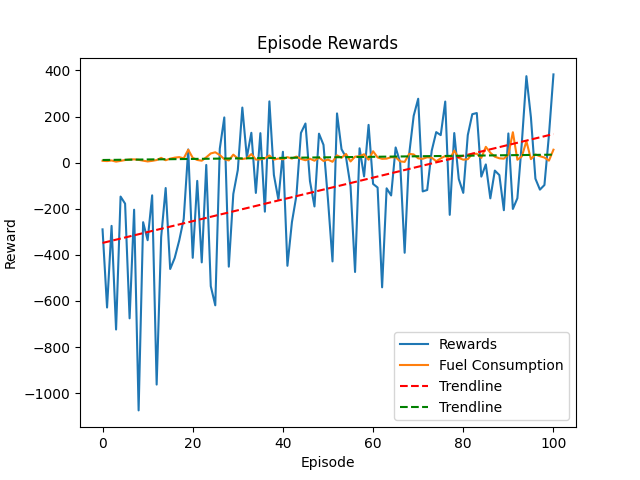 Episode Rewards
400
200
0
−200
−400
−600
−800
−1000
Reward
0
20
40
60
80
100
Episode
Rewards
Fuel Consumption
Trendline
Trendline